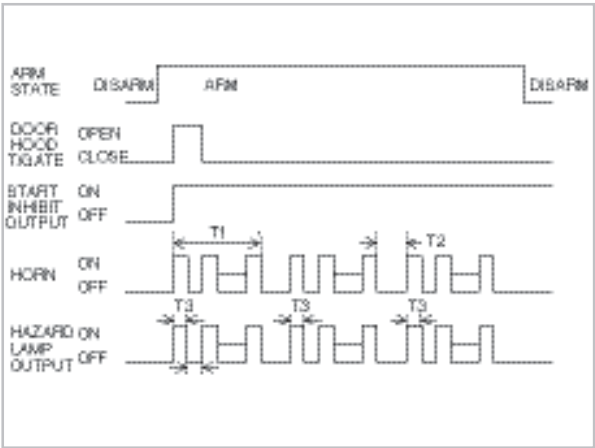 ARM
STATE
DISARM
ARM
DISARM
DOOR
HOOD
T/GATE
OPEN
CLOSE
START
INHIBIT
OUTPUT
ON
OFF
T1
T2
HORN
ON
OFF
T3
T3
T3
HAZARD
LAMP
OUTPUT
ON
OFF